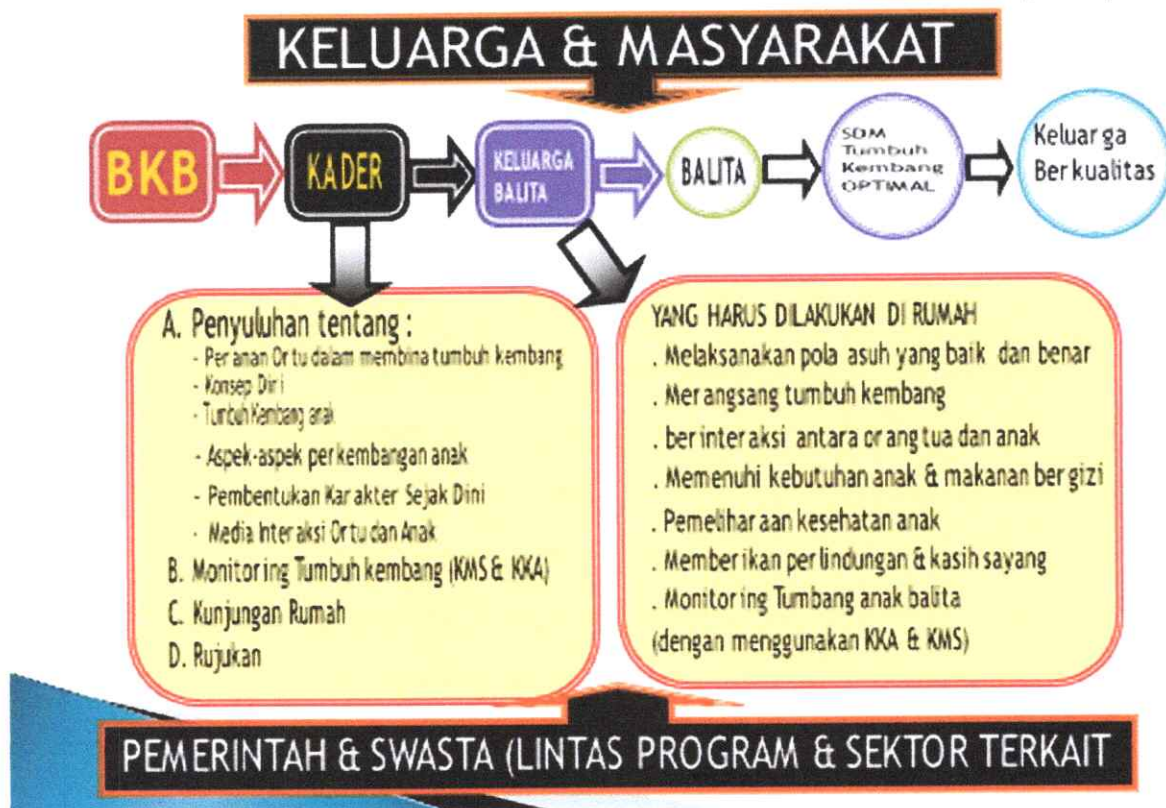 KELUARGA & MASYARAKAT
BKB
KADER
KELUARGA
BALITA
BALITA
SDM
Tumbuh
Kembang
OPTIMAL
Keluarga
Berkualitas
A. Penyuluhan tentang :
- Peranan Ortu dalam membina tumbuh kembang
- Konsep Diri
- Tumbuh Kembang anak
- Aspek-aspek perkembangan anak
- Pembentukan Karakter Sejak Dini
- Media Interaksi Ortu dan Anak
B. Monitoring Tumbuh kembang (KMS & KKA)
C. Kunjungan Rumah
D. Rujukan
YANG HARUS DILAKUKAN DI RUMAH
. Melaksanakan pola asuh yang baik dan benar
. Merangsang tumbuh kembang
. berinteraksi antara orang tua dan anak
. Memenuhi kebutuhan anak & makanan bergizi
. Pemeliharaan kesehatan anak
. Memberikan perlindungan & kasih sayang
. Monitoring Tumbang anak balita
(dengan menggunakan KKA & KMS)
PEMERINTAH & SWASTA (LINTAS PROGRAM & SEKTOR TERKAIT